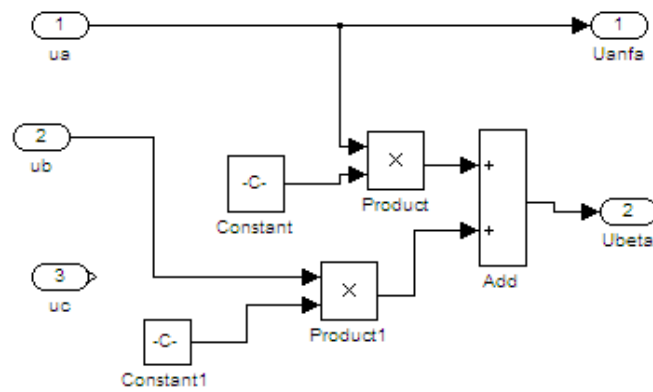 1
ua
1
Uanfa
2
ub
×
Product
-C-
Constant
+
+
Add
2
Ubeta
3
uc
×
Product1
-C-
Constant1